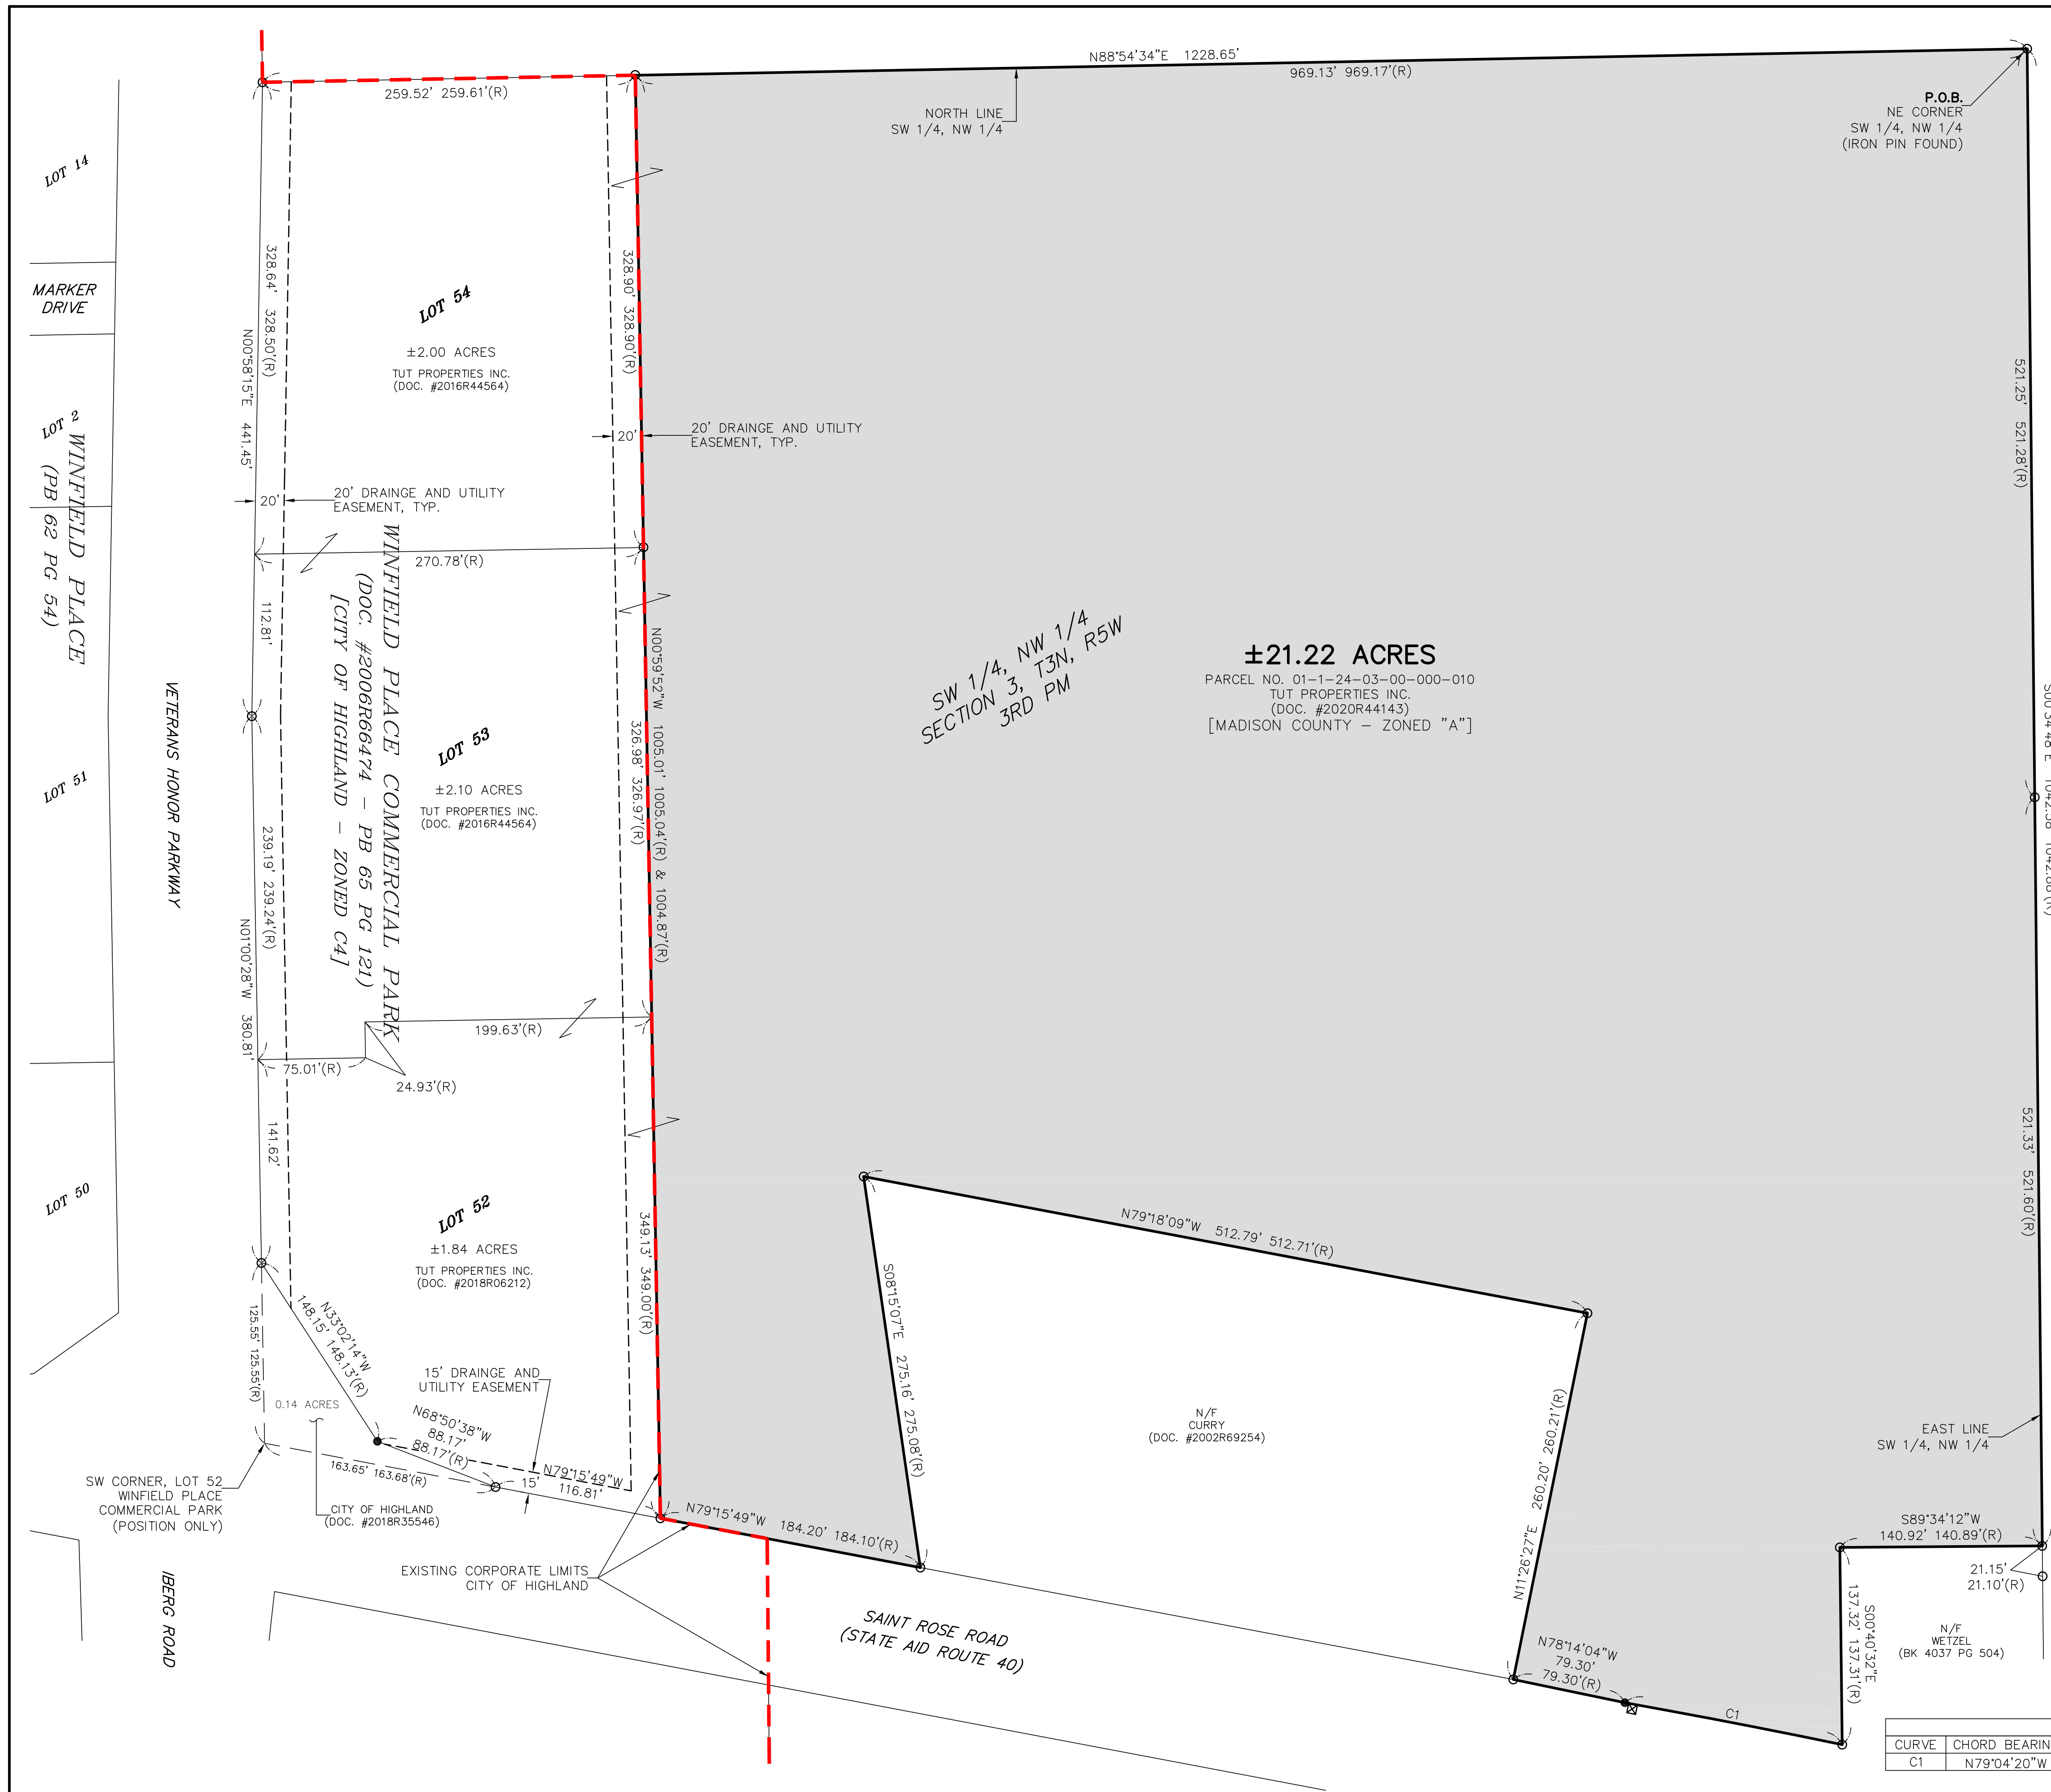 N88°54'34"E 1228.65'
969.13' 969.17'(R)
259.52' 259.61'(R)
NORTH LINE
SW 1/4, NW 1/4
P.O.B.
NE CORNER
SW 1/4, NW 1/4
(IRON PIN FOUND)
LOT 14
MARKER
DRIVE
LOT 2
WINFIELD PLACE
(PB 62 PG 54)
LOT 51
LOT 50
VETERANS HONOR PARKWAY
IBERG ROAD
328.64' 328.50'(R)
N00°58'15"E 441.45'
20'
20' DRAINGE AND UTILITY
EASEMENT, TYP.
112.81'
239.19' 239.24'(R)
N01°00'28"W 380.81'
141.62'
LOT 54
±2.00 ACRES
TUT PROPERTIES INC.
(DOC. #2016R44564)
328.90' 328.90'(R)
20'
20' DRAINGE AND UTILITY
EASEMENT, TYP.
270.78'(R)
WINFIELD PLACE COMMERCIAL PARK
(DOC. #2006R66474 – PB 65 PG 121)
[CITY OF HIGHLAND – ZONED C4]
LOT 53
±2.10 ACRES
TUT PROPERTIES INC.
(DOC. #2016R44564)
N00°59'52"W 1005.01' 1005.04'(R) & 1004.87'(R)
326.98' 326.97'(R)
199.63'(R)
75.01'(R)
24.93'(R)
LOT 52
±1.84 ACRES
TUT PROPERTIES INC.
(DOC. #2018R06212)
349.13' 349.00'(R)
N33°02'14"W
148.15' 148.13'(R)
125.55' 125.55'(R)
0.14 ACRES
15' DRAINGE AND
UTILITY EASEMENT
N68°50'38"W
88.17'
88.17'(R)
163.65' 163.68'(R)
15'
N79°15'49"W
116.81'
SW CORNER, LOT 52
WINFIELD PLACE
COMMERCIAL PARK
(POSITION ONLY)
CITY OF HIGHLAND
(DOC. #2018R35546)
EXISTING CORPORATE LIMITS
CITY OF HIGHLAND
SW 1/4, NW 1/4
SECTION 3, T3N, R5W
3RD PM
±21.22 ACRES
PARCEL NO. 01-1-24-03-00-000-010
TUT PROPERTIES INC.
(DOC. #2020R44143)
[MADISON COUNTY – ZONED "A"]
521.25' 521.28'(R)
521.33' 521.60'(R)
EAST LINE
SW 1/4, NW 1/4
N79°18'09"W 512.79' 512.71'(R)
S08°15'07"E 275.16' 275.08'(R)
N/F
CURRY
(DOC. #2002R69254)
N11°26'27"E 260.20' 260.21'(R)
N79°15'49"W 184.20' 184.10'(R)
SAINT ROSE ROAD
(STATE AID ROUTE 40)
N78°14'04"W
79.30'
79.30'(R)
C1
S89°34'12"W
140.92' 140.89'(R)
21.15'
21.10'(R)
S00°40'32"E
137.32' 137.31'(R)
N/F
WETZEL
(BK 4037 PG 504)
CURVE CHORD BEARIN
C1 N79°04'20"W